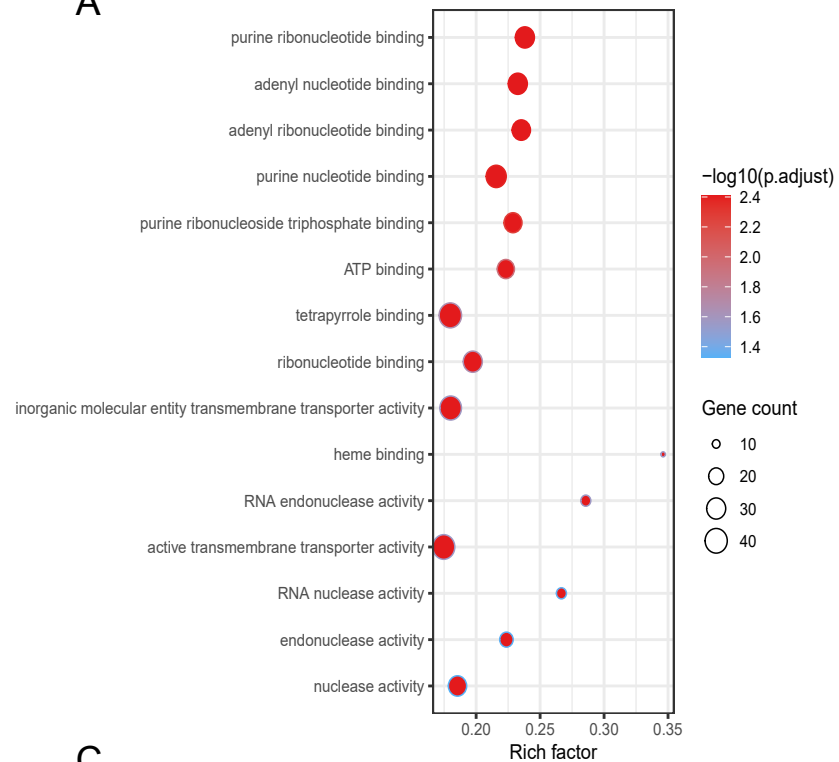 A
purine ribonucleotide binding
adenyl nucleotide binding
adenyl ribonucleotide binding
purine nucleotide binding
purine ribonucleoside triphosphate binding
ATP binding
tetrapyrrole binding
ribonucleotide binding
inorganic molecular entity transmembrane transporter activity
heme binding
RNA endonuclease activity
active transmembrane transporter activity
RNA nuclease activity
endonuclease activity
nuclease activity
0.20 0.25 0.30 0.35
Rich factor
−log10(p.adjust)
2.4
2.2
2.0
1.8
1.6
1.4
Gene count
10
20
30
40
C